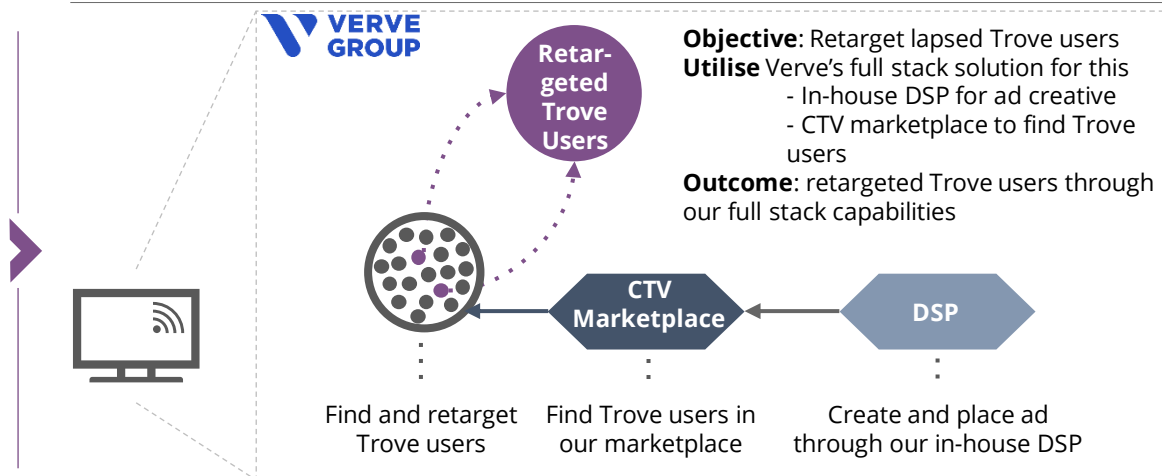 VERVE
GROUP
Retar-
geted
Trove
Users
Objective: Retarget lapsed Trove users
Utilise Verve’s full stack solution for this
- In-house DSP for ad creative
- CTV marketplace to find Trove
users
Outcome: retargeted Trove users through
our full stack capabilities
CTV
Marketplace
DSP
Find and retarget
Trove users
Find Trove users in
our marketplace
Create and place ad
through our in-house DSP